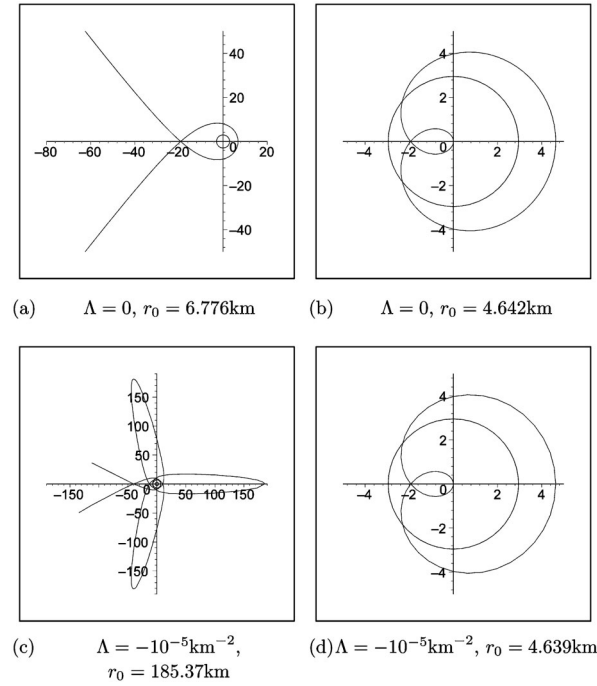 40
20
−80 −60 −40 −20 0 20
−20
−40
4
2
−4 −2 0 2 4
−2
−4
(a) Λ = 0, r₀ = 6.776km
(b) Λ = 0, r₀ = 4.642km
150
100
50
−150 −50 0 50 100 150
−50
−100
−150
4
2
−4 −2 0 2 4
−2
−4
(c) Λ = −10⁻⁵km⁻²,
r₀ = 185.37km
(d) Λ = −10⁻⁵km⁻², r₀ = 4.639km